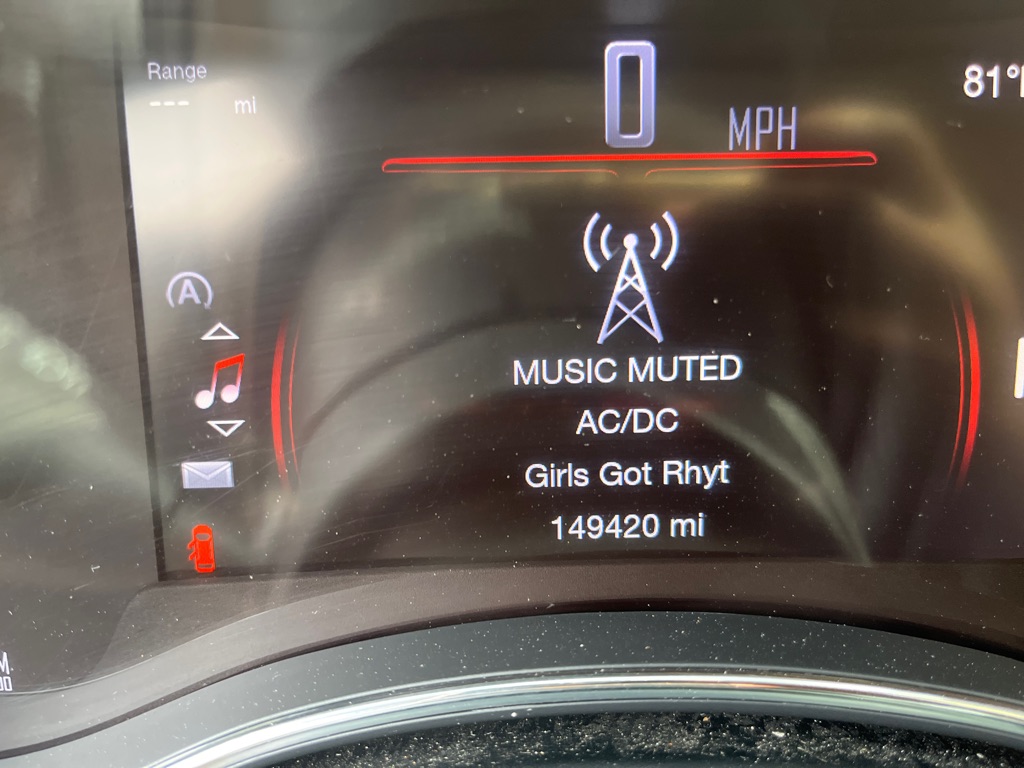 Range
--- mi
0
MPH
81°
A
MUSIC MUTED
AC/DC
Girls Got Rhyt
149420 mi